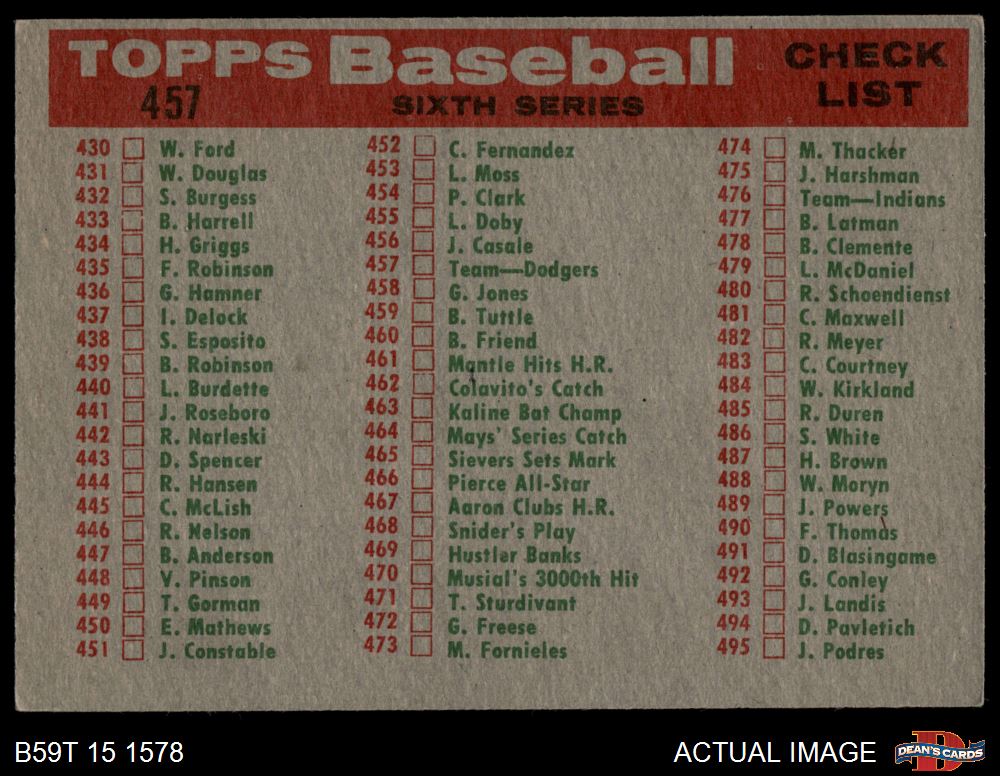 TOPPS Baseball CHECK LIST
457 SIXTH SERIES
430 W. Ford
431 W. Douglas
432 S. Burgess
433 B. Harrell
434 H. Griggs
435 F. Robinson
436 G. Hamner
437 I. Delock
438 S. Esposito
439 B. Robinson
440 L. Burdette
441 J. Roseboro
442 R. Narleski
443 D. Spencer
444 R. Hansen
445 C. McLish
446 R. Nelson
447 B. Anderson
448 V. Pinson
449 T. Gorman
450 E. Mathews
451 J. Constable
452 C. Fernandez
453 L. Moss
454 P. Clark
455 L. Doby
456 J. Casale
457 Team—Dodgers
458 G. Jones
459 B. Tuttle
460 B. Friend
461 Mantle Hits H.R.
462 Colavito's Catch
463 Kaline Bat Champ
464 Mays' Series Catch
465 Sievers Sets Mark
466 Pierce All-Star
467 Aaron Clubs H.R.
468 Snider's Play
469 Hustler Banks
470 Musial's 3000th Hit
471 T. Sturdivant
472 G. Freese
473 M. Fornieles
474 M. Thacker
475 J. Harshman
476 Team—Indians
477 B. Latman
478 B. Clemente
479 L. McDaniel
480 R. Schoendienst
481 C. Maxwell
482 R. Meyer
483 C. Courtney
484 W. Kirkland
485 R. Duren
486 S. White
487 H. Brown
488 W. Moryn
489 J. Powers
490 F. Thomas
491 D. Blasingame
492 G. Conley
493 J. Landis
494 D. Pavletich
495 J. Podres
B59T 15 1578
ACTUAL IMAGE
DEAN'S CARDS